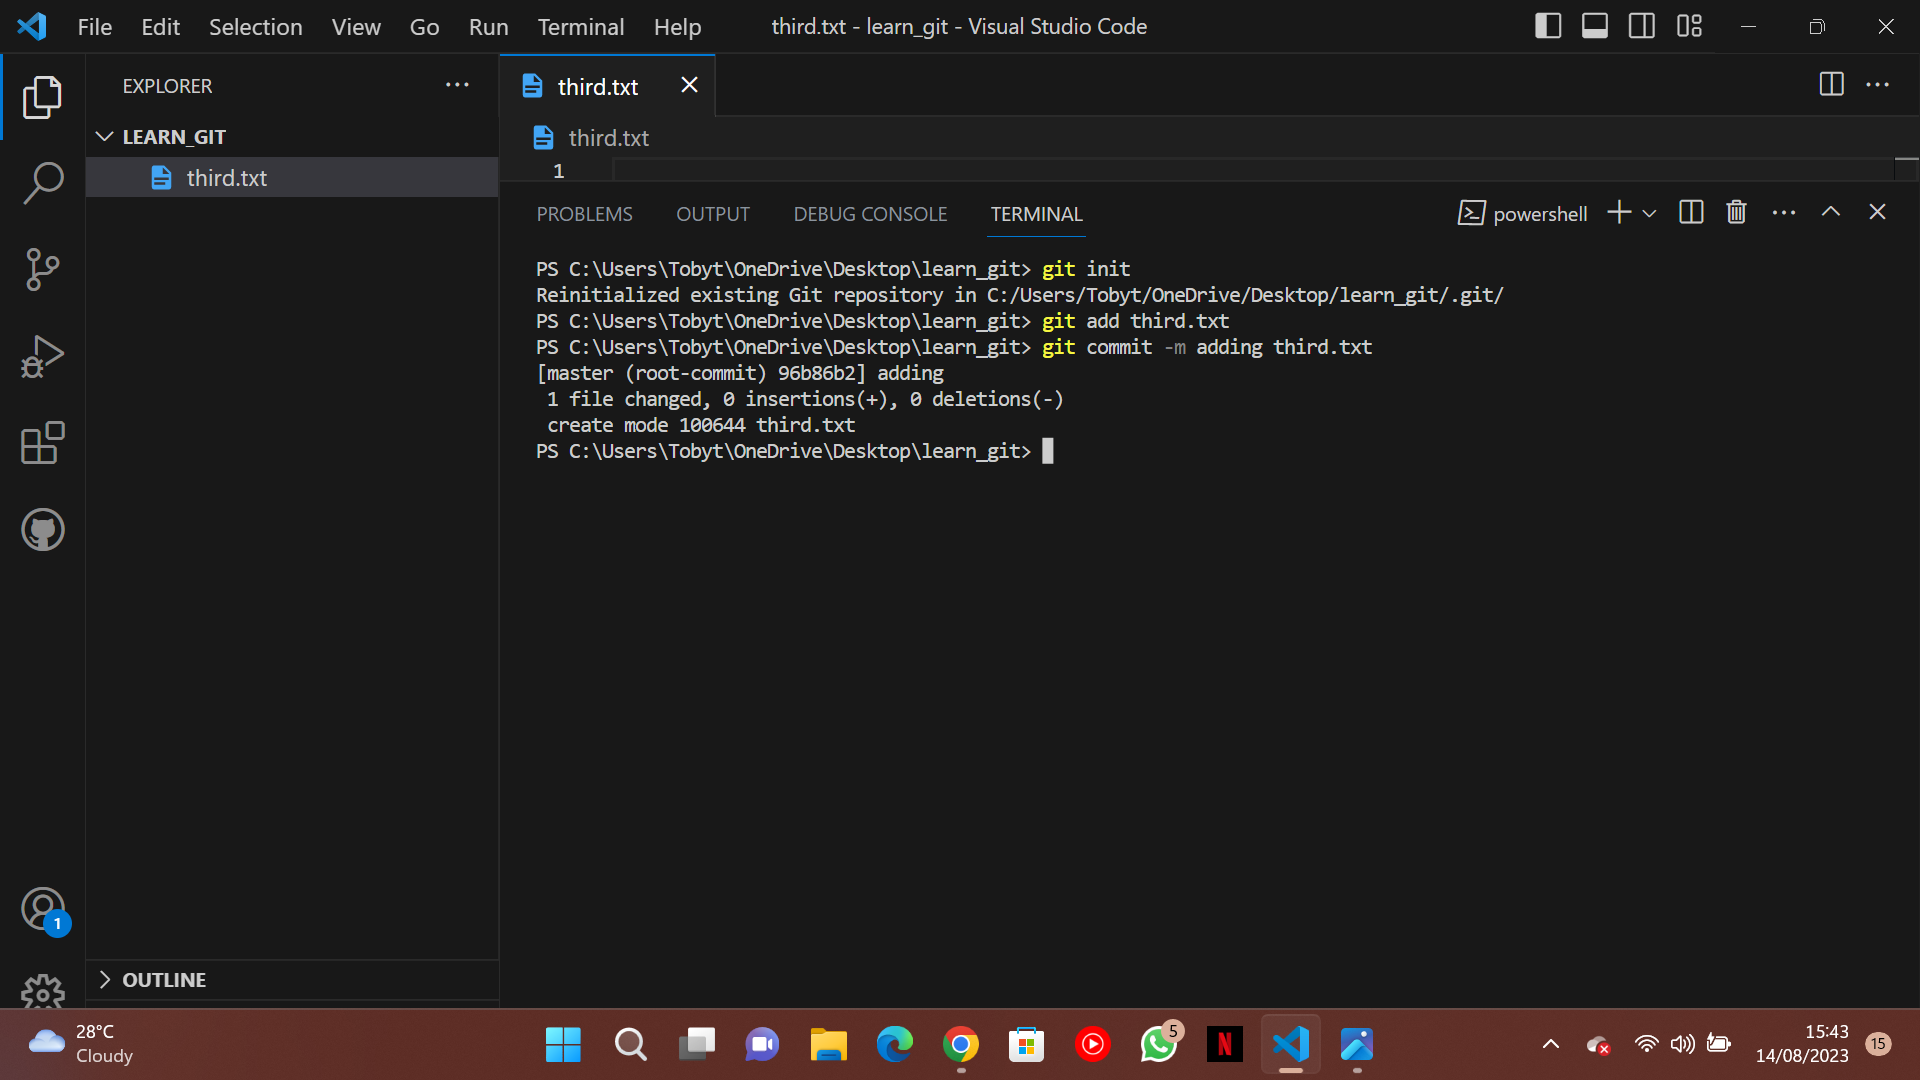 File Edit Selection View Go Run Terminal Help
third.txt - learn_git - Visual Studio Code
EXPLORER
LEARN_GIT
third.txt
OUTLINE
third.txt
third.txt
1
PROBLEMS OUTPUT DEBUG CONSOLE TERMINAL
powershell
PS C:\Users\Tobyt\OneDrive\Desktop\learn_git> git init
Reinitialized existing Git repository in C:/Users/Tobyt/OneDrive/Desktop/learn_git/.git/
PS C:\Users\Tobyt\OneDrive\Desktop\learn_git> git add third.txt
PS C:\Users\Tobyt\OneDrive\Desktop\learn_git> git commit -m adding third.txt
[master (root-commit) 96b86b2] adding
 1 file changed, 0 insertions(+), 0 deletions(-)
 create mode 100644 third.txt
PS C:\Users\Tobyt\OneDrive\Desktop\learn_git>
1
28°C
Cloudy
N
5
15:43
14/08/2023
15